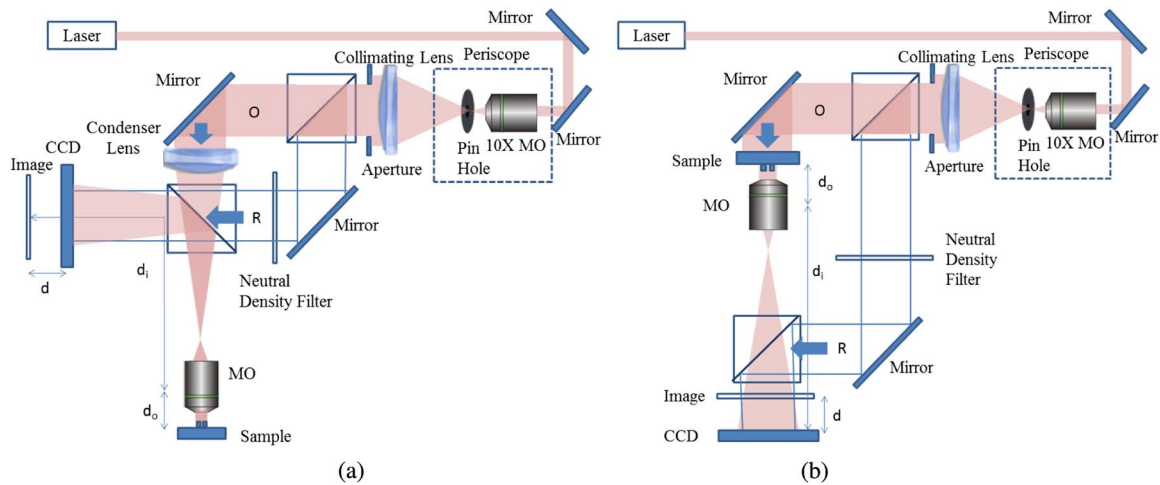 Laser
Mirror
Collimating Lens
Periscope
Mirror
O
Condenser
Lens
CCD
Image
Pin
Hole
10X MO
Mirror
Aperture
R
Mirror
d
di
Neutral
Density Filter
MO
do
Sample
(a)
Laser
Mirror
Collimating Lens
Periscope
Mirror
O
Sample
Pin
Hole
10X MO
Mirror
Aperture
do
MO
di
Neutral
Density
Filter
R
Mirror
Image
d
CCD
(b)